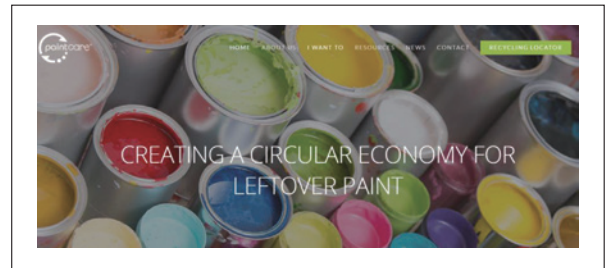 paintcare
HOME ABOUT US I WANT TO RESOURCES NEWS CONTACT RECYCLING LOCATOR
CREATING A CIRCULAR ECONOMY FOR
LEFTOVER PAINT